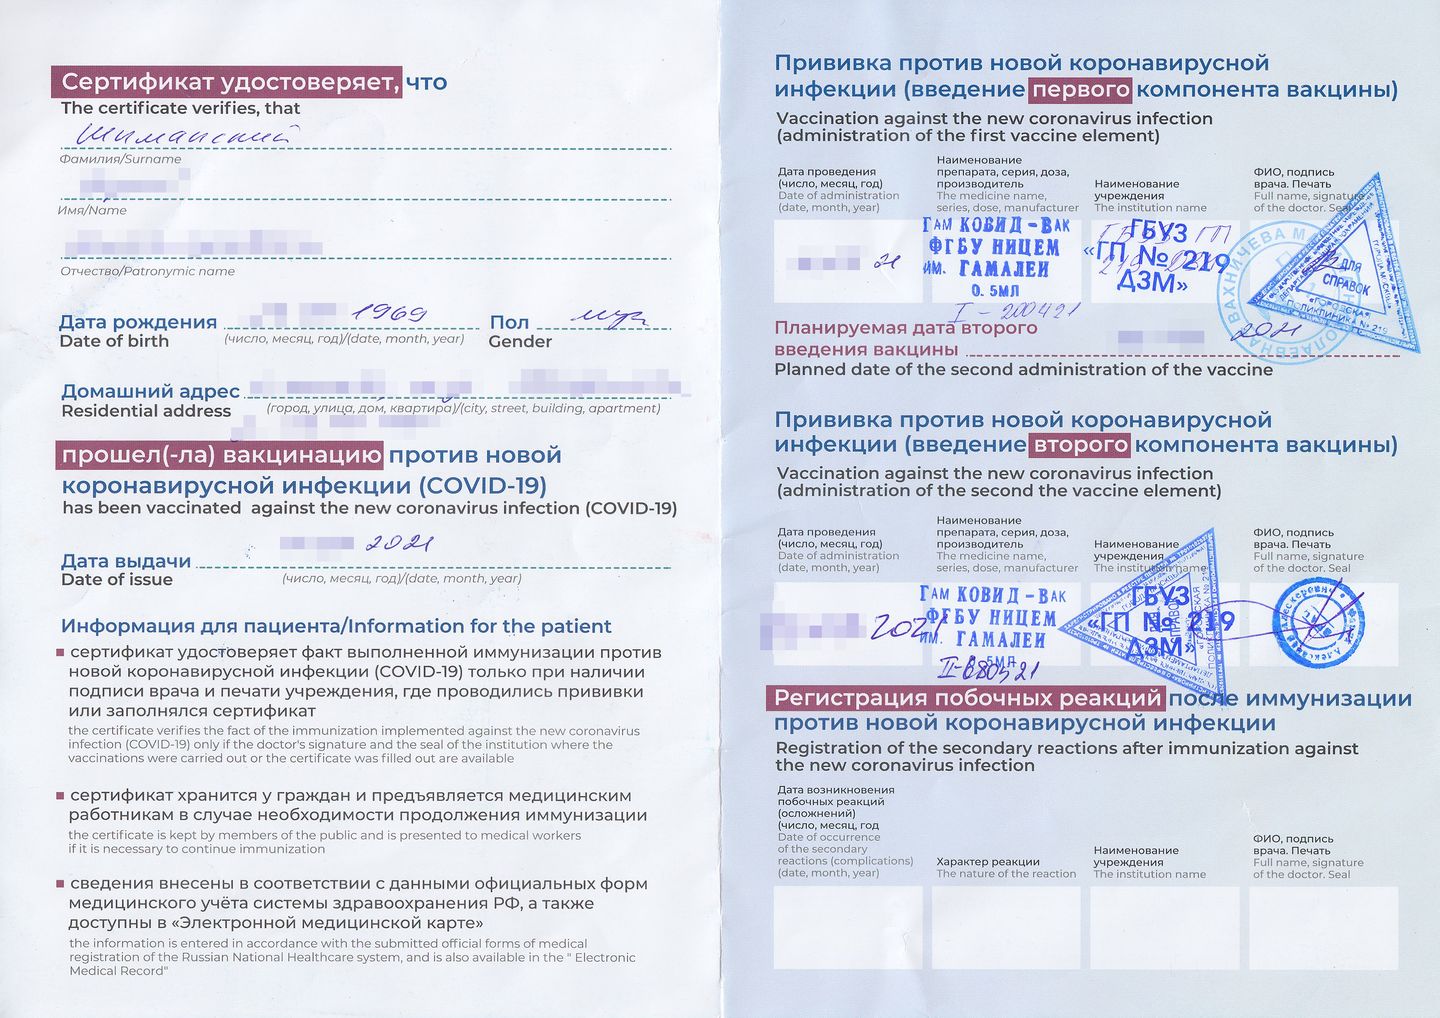 Сертификат удостоверяет, что
The certificate verifies, that
Шиманский
Фамилия/Surname
Имя/Name
Отчество/Patronymic name
Дата рождения 1969 Пол муж
Date of birth (число, месяц, год)/(date, month, year) Gender
Домашний адрес
Residential address (город, улица, дом, квартира)/(city, street, building, apartment)
прошел(-ла) вакцинацию против новой
коронавирусной инфекции (COVID-19)
has been vaccinated against the new coronavirus infection (COVID-19)
2021
Дата выдачи
Date of issue (число, месяц, год)/(date, month, year)
Информация для пациента/Information for the patient
сертификат удостоверяет факт выполненной иммунизации против
новой коронавирусной инфекции (COVID-19) только при наличии
подписи врача и печати учреждения, где проводились прививки
или заполнялся сертификат
the certificate verifies the fact of the immunization implemented against the new coronavirus
infection (COVID-19) only if the doctor's signature and the seal of the institution where the
vaccinations were carried out or the certificate was filled out are available
сертификат хранится у граждан и предъявляется медицинским
работникам в случае необходимости продолжения иммунизации
the certificate is kept by members of the public and is presented to medical workers
if it is necessary to continue immunization
сведения внесены в соответствии с данными официальных форм
медицинского учёта системы здравоохранения РФ, а также
доступны в «Электронной медицинской карте»
the information is entered in accordance with the submitted official forms of medical
registration of the Russian National Healthcare system, and is also available in the " Electronic
Medical Record"
Прививка против новой коронавирусной
инфекции (введение первого компонента вакцины)
Vaccination against the new coronavirus infection
(administration of the first vaccine element)
Дата проведения
(число, месяц, год)
Date of administration
(date, month, year)
Наименование
препарата, серия, доза,
производитель
The medicine name,
series, dose, manufacturer
Наименование
учреждения
The institution name
ФИО, подпись
врача. Печать
Full name, signature
of the doctor. Seal
21
Гам КОВИД-Вак
ФГБУ НИЦЕМ
им. ГАМАЛЕИ
0. 5мл
I - 200421
ГБУЗ
«ГП № 219
ДЗМ»
ДЛЯ
СПРАВОК
Планируемая дата второго
введения вакцины 2021
Planned date of the second administration of the vaccine
Прививка против новой коронавирусной
инфекции (введение второго компонента вакцины)
Vaccination against the new coronavirus infection
(administration of the second the vaccine element)
Дата проведения
(число, месяц, год)
Date of administration
(date, month, year)
Наименование
препарата, серия, доза,
производитель
The medicine name,
series, dose, manufacturer
Наименование
учреждения
The institution name
ФИО, подпись
врача. Печать
Full name, signature
of the doctor. Seal
2021
Гам КОВИД-Вак
ФГБУ НИЦЕМ
им. ГАМАЛЕИ
5мл
ГБУЗ
«ГП № 219
ДЗМ»
Регистрация побочных реакций после иммунизации
против новой коронавирусной инфекции
Registration of the secondary reactions after immunization against
the new coronavirus infection
Дата возникновения
побочных реакций
(осложнений)
(число, месяц, год
Date of occurrence
of the secondary
reactions (complications)
(date, month, year)
Характер реакции
The nature of the reaction
Наименование
учреждения
The institution name
ФИО, подпись
врача. Печать
Full name, signature
of the doctor. Seal